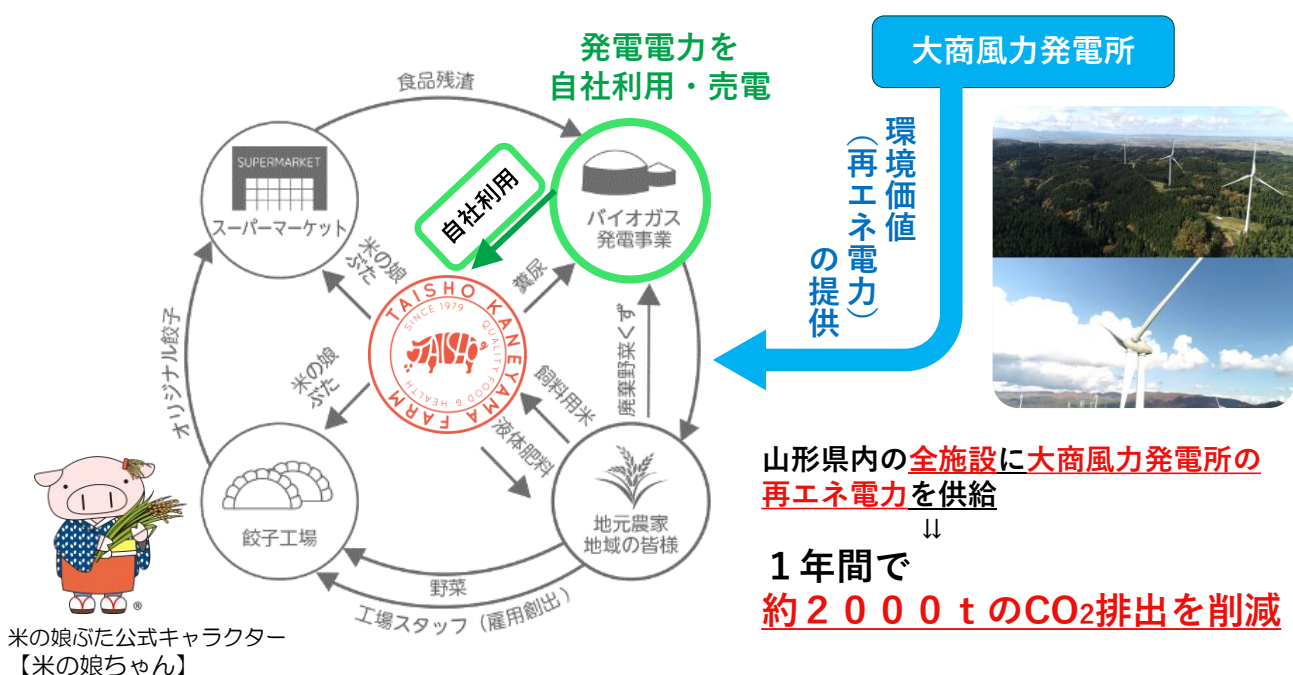 発電電力を
自社利用・売電
大商風力発電所
環境価値
（再エネ電力）
の提供
食品残渣
SUPERMARKET
スーパーマーケット
自社利用
バイオガス
発電事業
米の娘
ぶた
糞尿
TAISHO KANEYAMA FARM
SINCE 1979
QUALITY FOOD & HEALTH
TAISHO
オリジナル餃子
米の娘
ぶた
飼料用米
液体肥料
廃棄野菜くず
餃子工場
地元農家
地域の皆様
野菜
工場スタッフ（雇用創出）
®
米の娘ぶた公式キャラクター
【米の娘ちゃん】
山形県内の全施設に大商風力発電所の
再エネ電力を供給
⇓
１年間で
約２０００ｔのCO2排出を削減